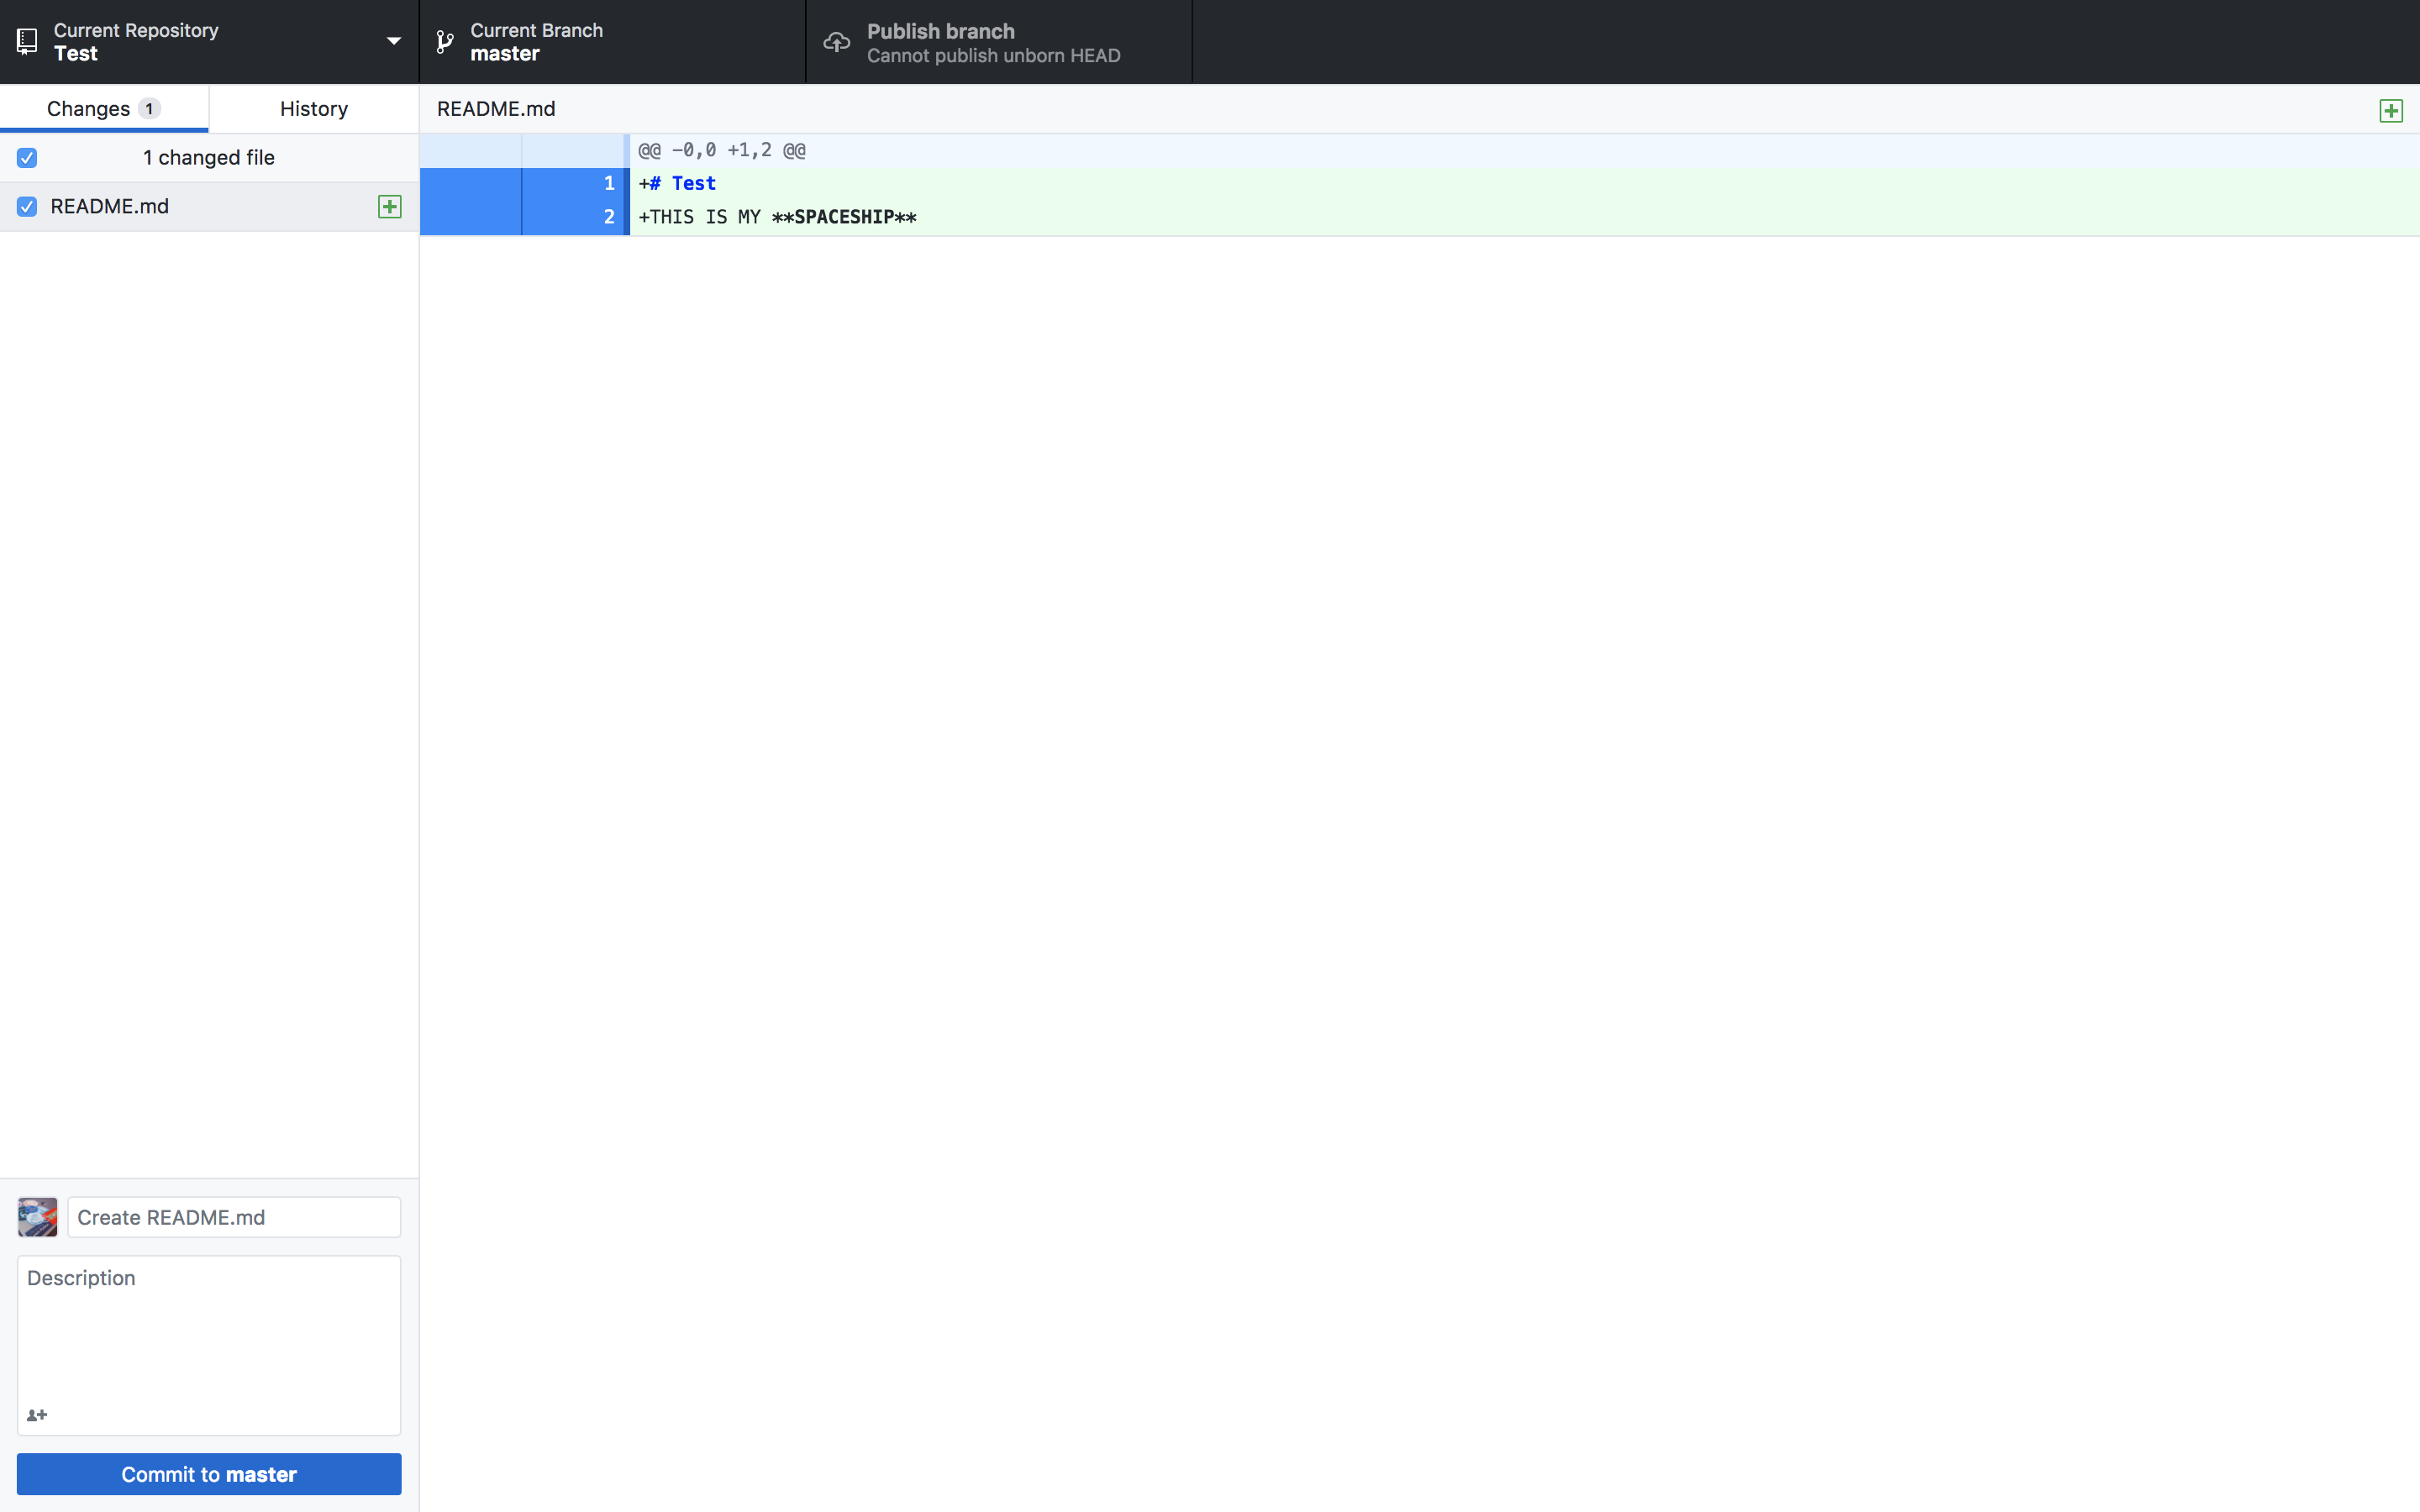 Current Repository
Test
Current Branch
master
Publish branch
Cannot publish unborn HEAD
Changes 1
History
README.md
1 changed file
README.md
@@ -0,0 +1,2 @@
1 +# Test
2 +THIS IS MY **SPACESHIP**
Create README.md
Description
Commit to master